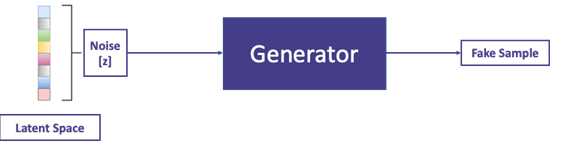 Noise
[z]
Generator
Fake Sample
Latent Space